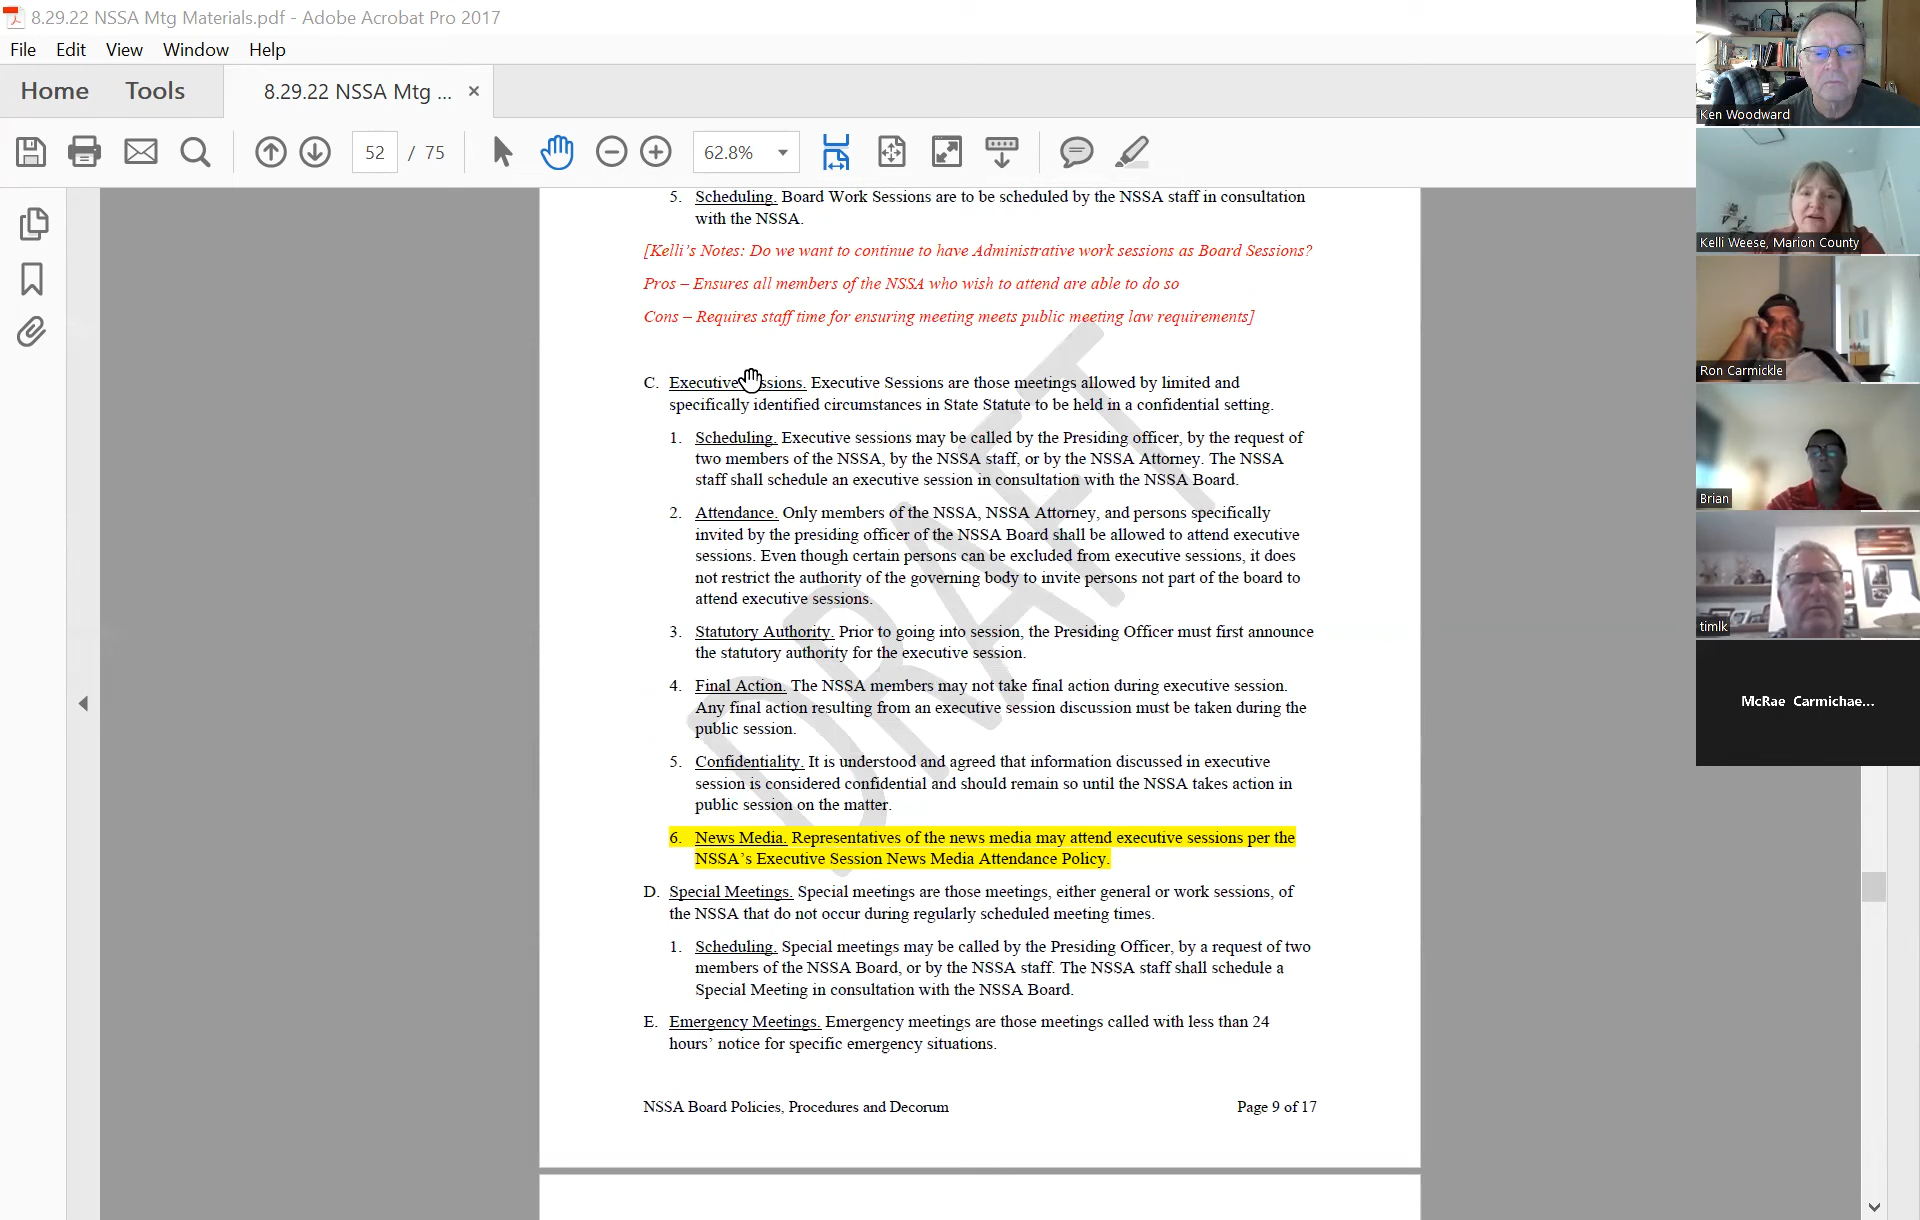 8.29.22 NSSA Mtg Materials.pdf - Adobe Acrobat Pro 2017
File Edit View Window Help
Home Tools 8.29.22 NSSA Mtg ... ×
52 / 75 62.8%
5. Scheduling. Board Work Sessions are to be scheduled by the NSSA staff in consultation
with the NSSA.
[Kelli's Notes: Do we want to continue to have Administrative work sessions as Board Sessions?
Pros – Ensures all members of the NSSA who wish to attend are able to do so
Cons – Requires staff time for ensuring meeting meets public meeting law requirements]
C. Executive Sessions. Executive Sessions are those meetings allowed by limited and
specifically identified circumstances in State Statute to be held in a confidential setting.
1. Scheduling. Executive sessions may be called by the Presiding officer, by the request of
two members of the NSSA, by the NSSA staff, or by the NSSA Attorney. The NSSA
staff shall schedule an executive session in consultation with the NSSA Board.
2. Attendance. Only members of the NSSA, NSSA Attorney, and persons specifically
invited by the presiding officer of the NSSA Board shall be allowed to attend executive
sessions. Even though certain persons can be excluded from executive sessions, it does
not restrict the authority of the governing body to invite persons not part of the board to
attend executive sessions.
3. Statutory Authority. Prior to going into session, the Presiding Officer must first announce
the statutory authority for the executive session.
4. Final Action. The NSSA members may not take final action during executive session.
Any final action resulting from an executive session discussion must be taken during the
public session.
5. Confidentiality. It is understood and agreed that information discussed in executive
session is considered confidential and should remain so until the NSSA takes action in
public session on the matter.
6. News Media. Representatives of the news media may attend executive sessions per the
NSSA's Executive Session News Media Attendance Policy.
D. Special Meetings. Special meetings are those meetings, either general or work sessions, of
the NSSA that do not occur during regularly scheduled meeting times.
1. Scheduling. Special meetings may be called by the Presiding Officer, by a request of two
members of the NSSA Board, or by the NSSA staff. The NSSA staff shall schedule a
Special Meeting in consultation with the NSSA Board.
E. Emergency Meetings. Emergency meetings are those meetings called with less than 24
hours' notice for specific emergency situations.
NSSA Board Policies, Procedures and Decorum Page 9 of 17
DRAFT
Ken Woodward
Kelli Weese, Marion County
Ron Carmickle
Brian
timlk
McRae Carmichae...